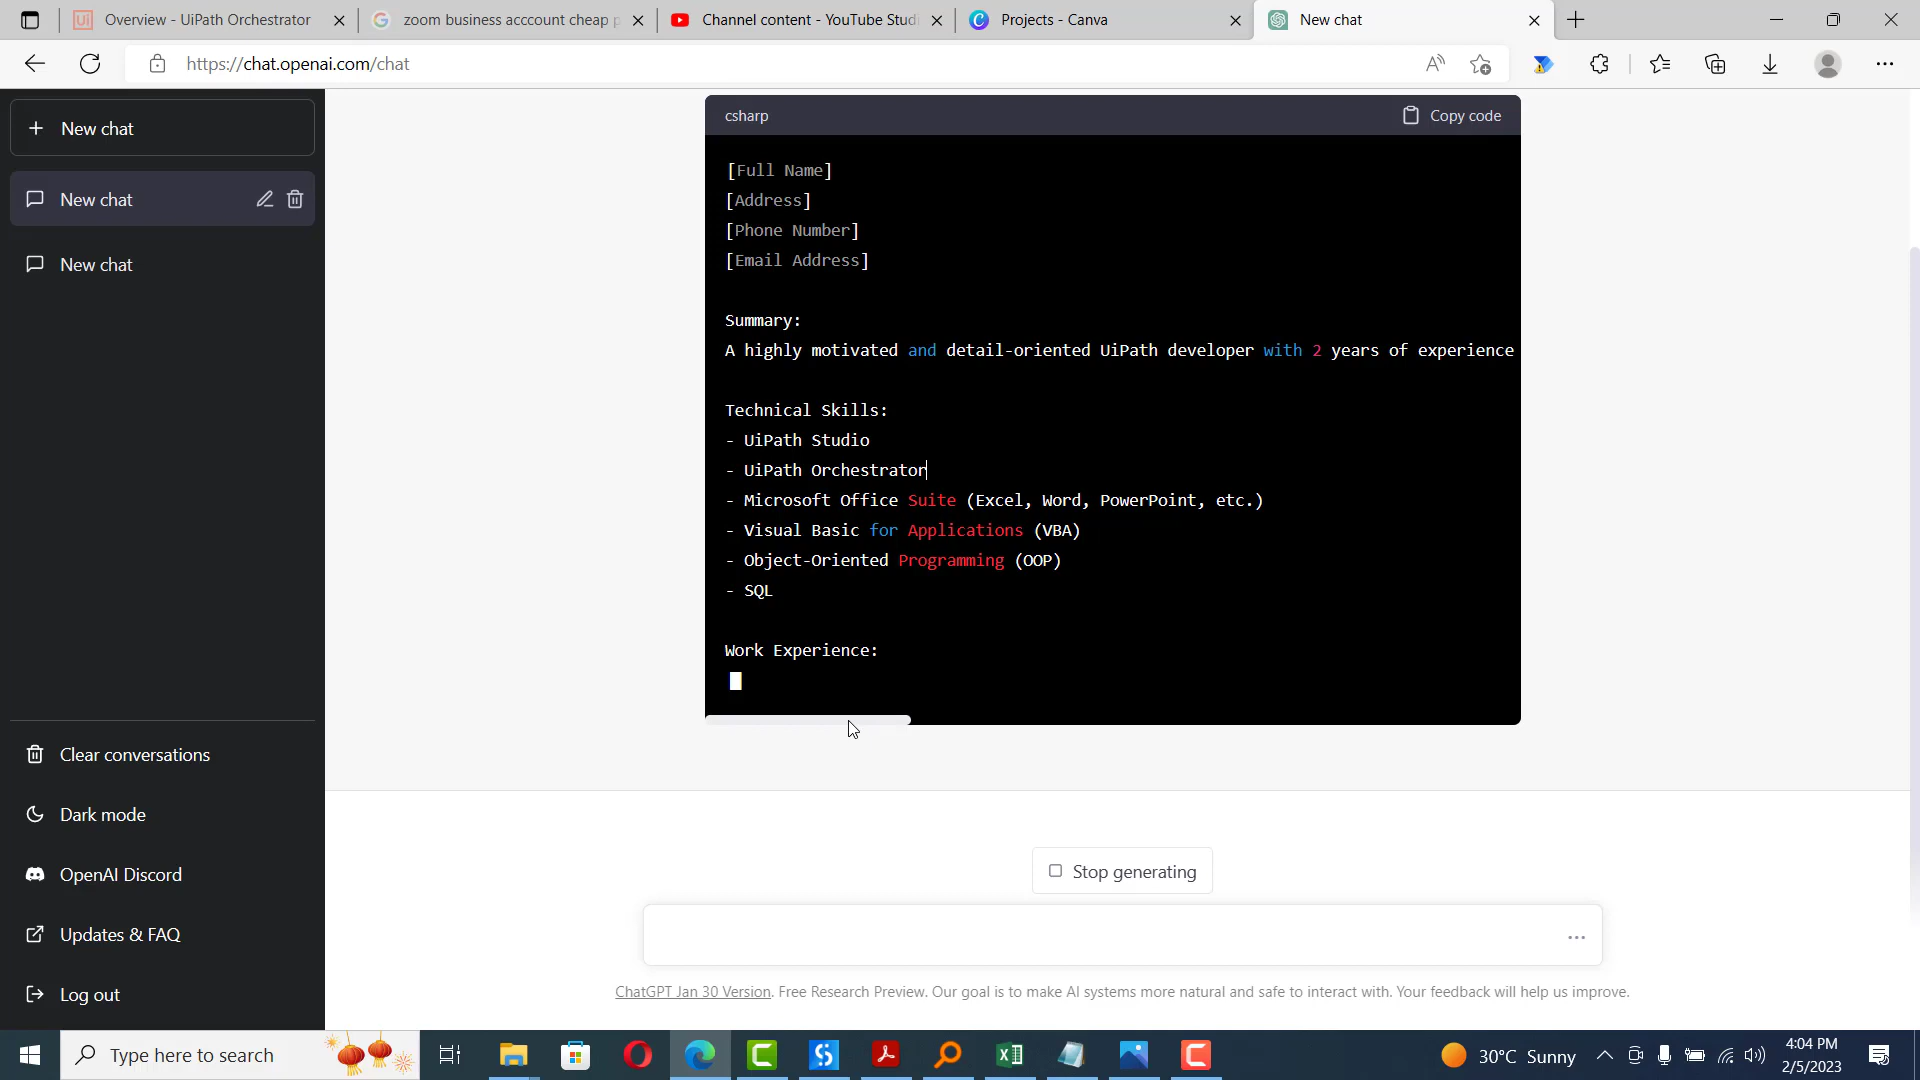 Overview - UiPath Orchestrator
zoom business acccount cheap p
Channel content - YouTube Stud
Projects - Canva
New chat
https://chat.openai.com/chat
New chat
New chat
New chat
Clear conversations
Dark mode
OpenAI Discord
Updates & FAQ
Log out
csharp
Copy code
[Full Name]
[Address]
[Phone Number]
[Email Address]
Summary:
A highly motivated and detail-oriented UiPath developer with 2 years of experience
Technical Skills:
- UiPath Studio
- UiPath Orchestrator
- Microsoft Office Suite (Excel, Word, PowerPoint, etc.)
- Visual Basic for Applications (VBA)
- Object-Oriented Programming (OOP)
- SQL
Work Experience:
Stop generating
ChatGPT Jan 30 Version. Free Research Preview. Our goal is to make AI systems more natural and safe to interact with. Your feedback will help us improve.
Type here to search
30°C Sunny
4:04 PM
2/5/2023